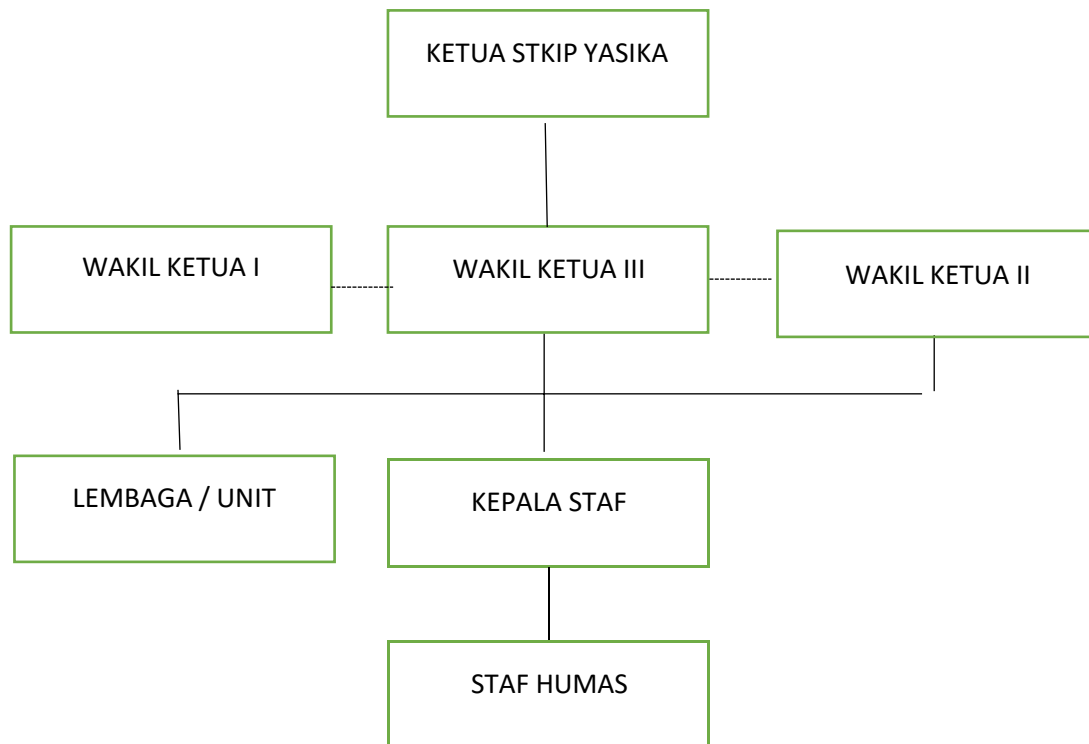 KETUA STKIP YASIKA
WAKIL KETUA I
WAKIL KETUA III
WAKIL KETUA II
LEMBAGA / UNIT
KEPALA STAF
STAF HUMAS